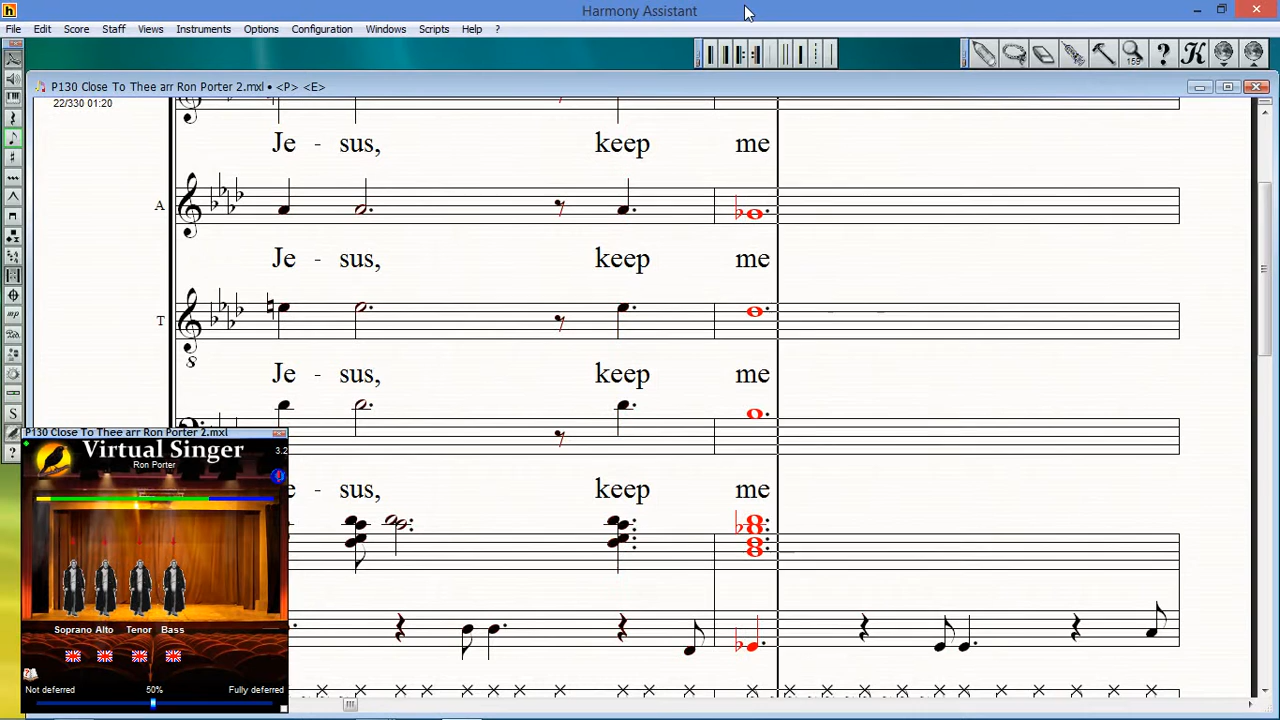 Harmony Assistant
File Edit Score Staff Views Instruments Options Configuration Windows Scripts Help ?
P130 Close To Thee arr Ron Porter 2.mxl • <P> <E>
22/330 01:20
Je - sus, keep me
A
Je - sus, keep me
T
8
Je - sus, keep me
P130 Close To Thee arr Ron Porter 2.mxl
Virtual Singer
3.2
Ron Porter
sus, keep me
Soprano Alto Tenor Bass
Not deferred 50% Fully deferred